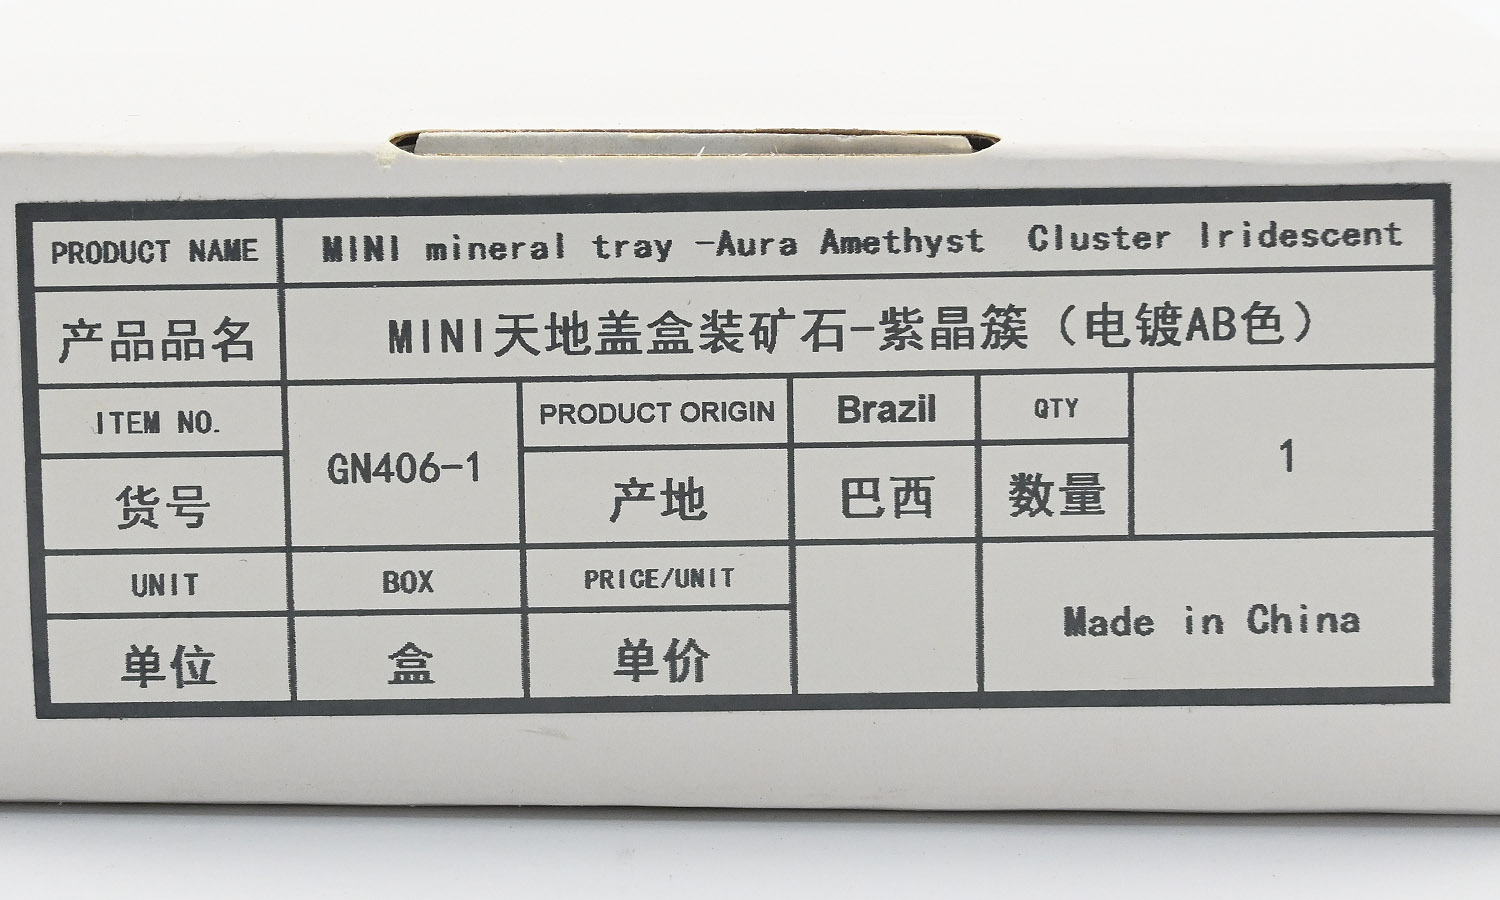 PRODUCT NAME MINI mineral tray -Aura Amethyst Cluster Iridescent
产品品名 MINI天地盖盒装矿石-紫晶簇（电镀AB色）
ITEM NO. GN406-1 PRODUCT ORIGIN Brazil QTY 1
货号 产地 巴西 数量
UNIT BOX PRICE/UNIT Made in China
单位 盒 单价